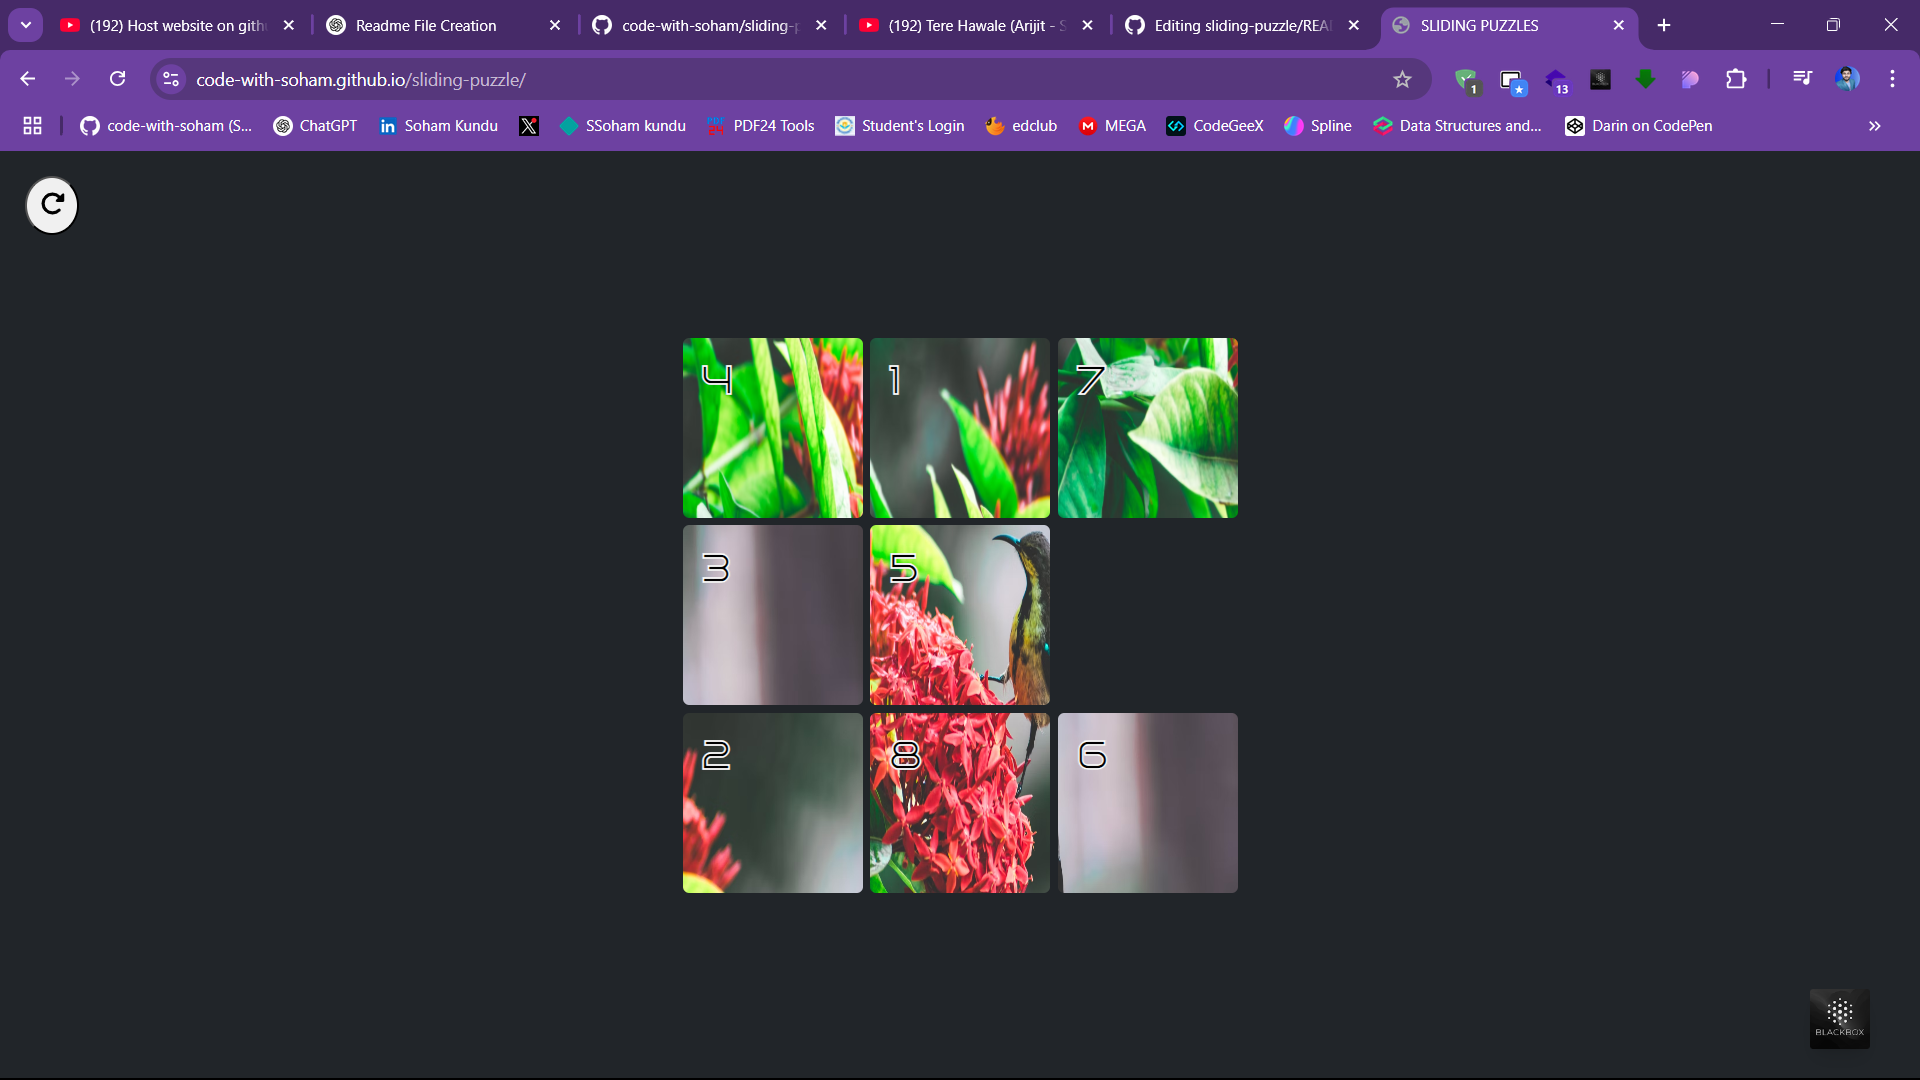 (192) Host website on gith
Readme File Creation
code-with-soham/sliding-p
(192) Tere Hawale (Arijit - S
Editing sliding-puzzle/REA
SLIDING PUZZLES
code-with-soham.github.io/sliding-puzzle/
1
13
code-with-soham (S...
ChatGPT
in
Soham Kundu
X
SSoham kundu
PDF
24
PDF24 Tools
Student's Login
edclub
M
MEGA
CodeGeeX
Spline
Data Structures and...
Darin on CodePen
4
1
7
3
5
2
8
6
BLACKBOX